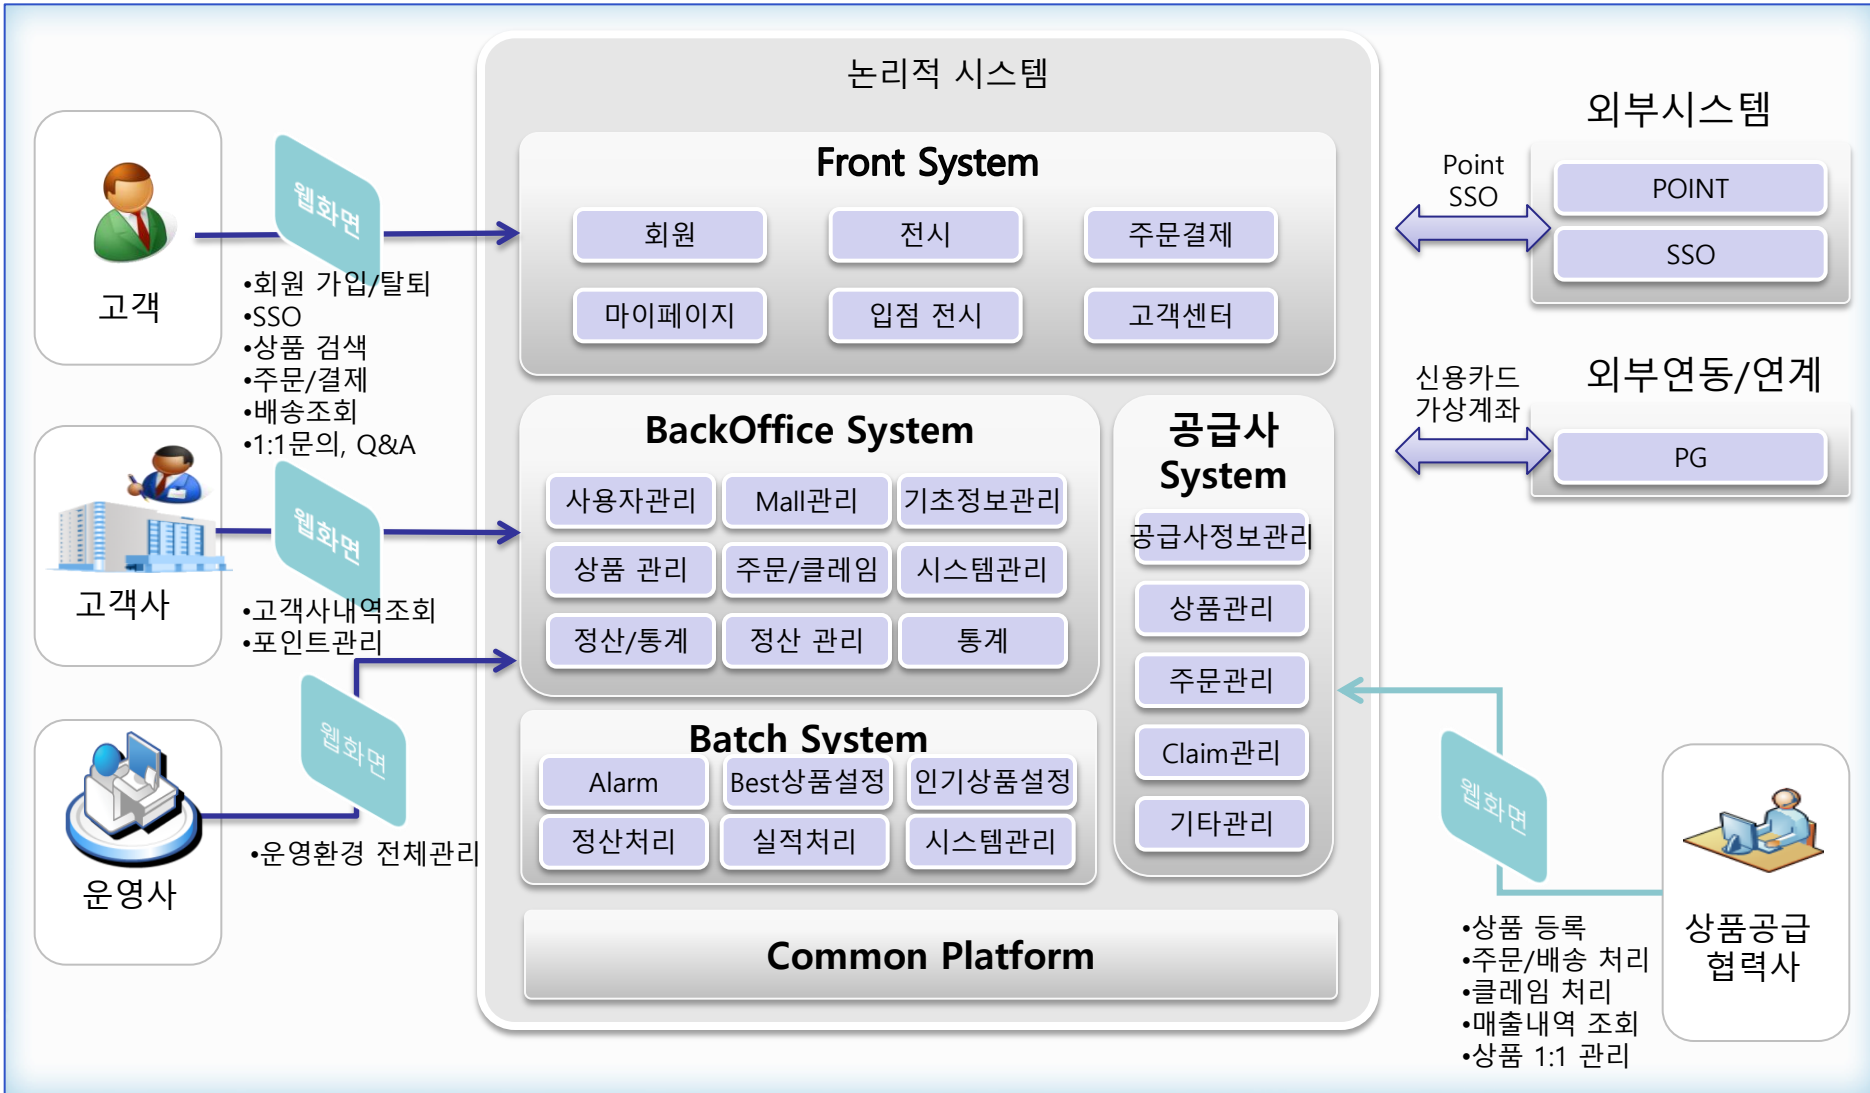 논리적 시스템
고객
웹화면
•회원 가입/탈퇴
•SSO
•상품 검색
•주문/결제
•배송조회
•1:1문의, Q&A
고객사
웹화면
•고객사내역조회
•포인트관리
운영사
웹화면
•운영환경 전체관리
Front System
회원
전시
주문결제
마이페이지
입점 전시
고객센터
BackOffice System
사용자관리
Mall관리
기초정보관리
상품 관리
주문/클레임
시스템관리
정산/통계
정산 관리
통계
공급사
System
공급사정보관리
상품관리
주문관리
Claim관리
기타관리
Batch System
Alarm
Best상품설정
인기상품설정
정산처리
실적처리
시스템관리
Common Platform
외부시스템
Point
SSO
POINT
SSO
외부연동/연계
신용카드
가상계좌
PG
웹화면
상품공급
협력사
•상품 등록
•주문/배송 처리
•클레임 처리
•매출내역 조회
•상품 1:1 관리